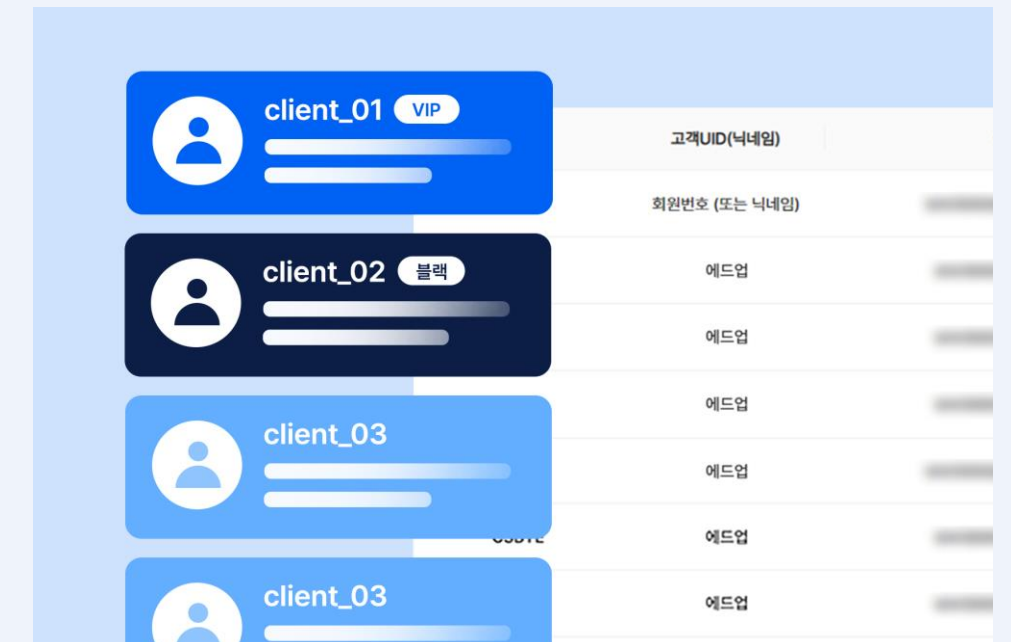 client_01 VIP
client_02 블랙
client_03
client_03
고객UID(닉네임)
회원번호 (또는 닉네임)
에드업
에드업
에드업
에드업
에드업
에드업